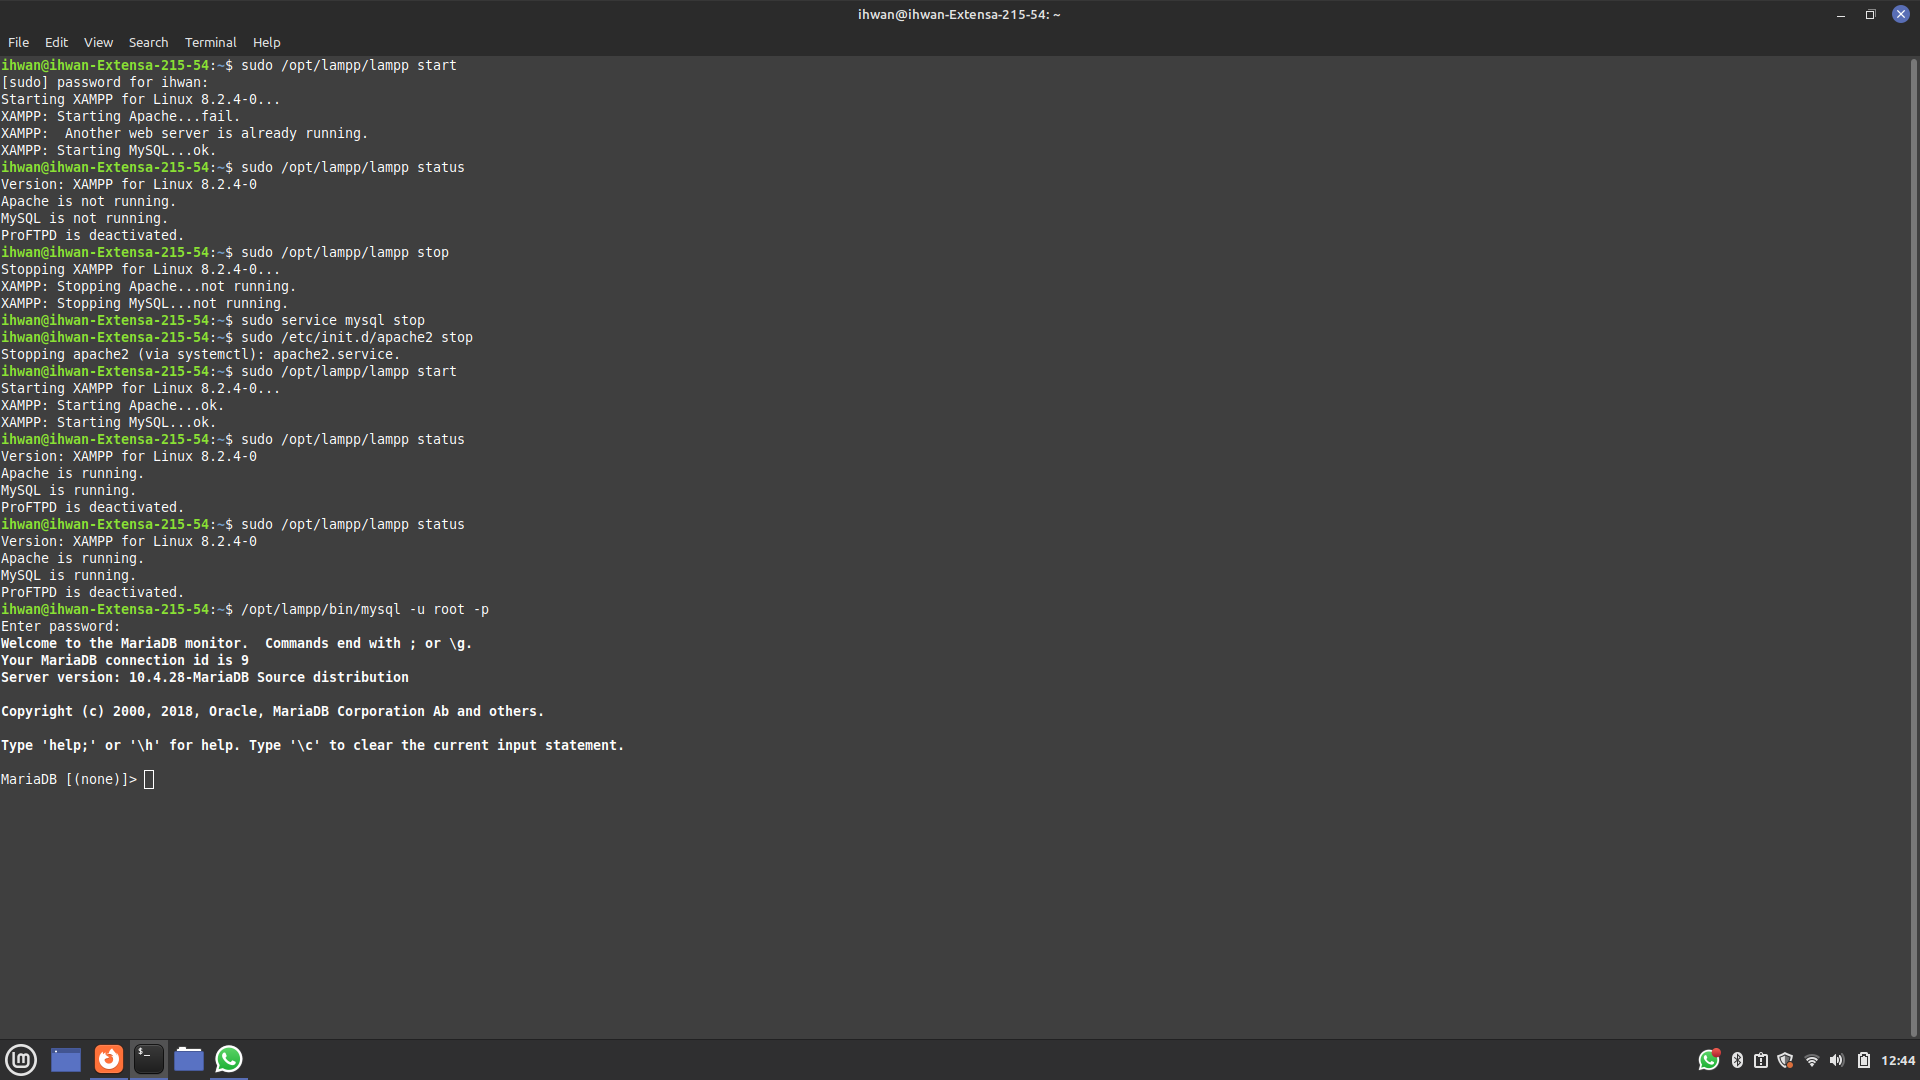 ihwan@ihwan-Extensa-215-54: ~
File Edit View Search Terminal Help
ihwan@ihwan-Extensa-215-54:~$ sudo /opt/lampp/lampp start
[sudo] password for ihwan:
Starting XAMPP for Linux 8.2.4-0...
XAMPP: Starting Apache...fail.
XAMPP:  Another web server is already running.
XAMPP: Starting MySQL...ok.
ihwan@ihwan-Extensa-215-54:~$ sudo /opt/lampp/lampp status
Version: XAMPP for Linux 8.2.4-0
Apache is not running.
MySQL is not running.
ProFTPD is deactivated.
ihwan@ihwan-Extensa-215-54:~$ sudo /opt/lampp/lampp stop
Stopping XAMPP for Linux 8.2.4-0...
XAMPP: Stopping Apache...not running.
XAMPP: Stopping MySQL...not running.
ihwan@ihwan-Extensa-215-54:~$ sudo service mysql stop
ihwan@ihwan-Extensa-215-54:~$ sudo /etc/init.d/apache2 stop
Stopping apache2 (via systemctl): apache2.service.
ihwan@ihwan-Extensa-215-54:~$ sudo /opt/lampp/lampp start
Starting XAMPP for Linux 8.2.4-0...
XAMPP: Starting Apache...ok.
XAMPP: Starting MySQL...ok.
ihwan@ihwan-Extensa-215-54:~$ sudo /opt/lampp/lampp status
Version: XAMPP for Linux 8.2.4-0
Apache is running.
MySQL is running.
ProFTPD is deactivated.
ihwan@ihwan-Extensa-215-54:~$ sudo /opt/lampp/lampp status
Version: XAMPP for Linux 8.2.4-0
Apache is running.
MySQL is running.
ProFTPD is deactivated.
ihwan@ihwan-Extensa-215-54:~$ /opt/lampp/bin/mysql -u root -p
Enter password:
Welcome to the MariaDB monitor.  Commands end with ; or \g.
Your MariaDB connection id is 9
Server version: 10.4.28-MariaDB Source distribution
Copyright (c) 2000, 2018, Oracle, MariaDB Corporation Ab and others.
Type 'help;' or '\h' for help. Type '\c' to clear the current input statement.
MariaDB [(none)]>
$_
12:44